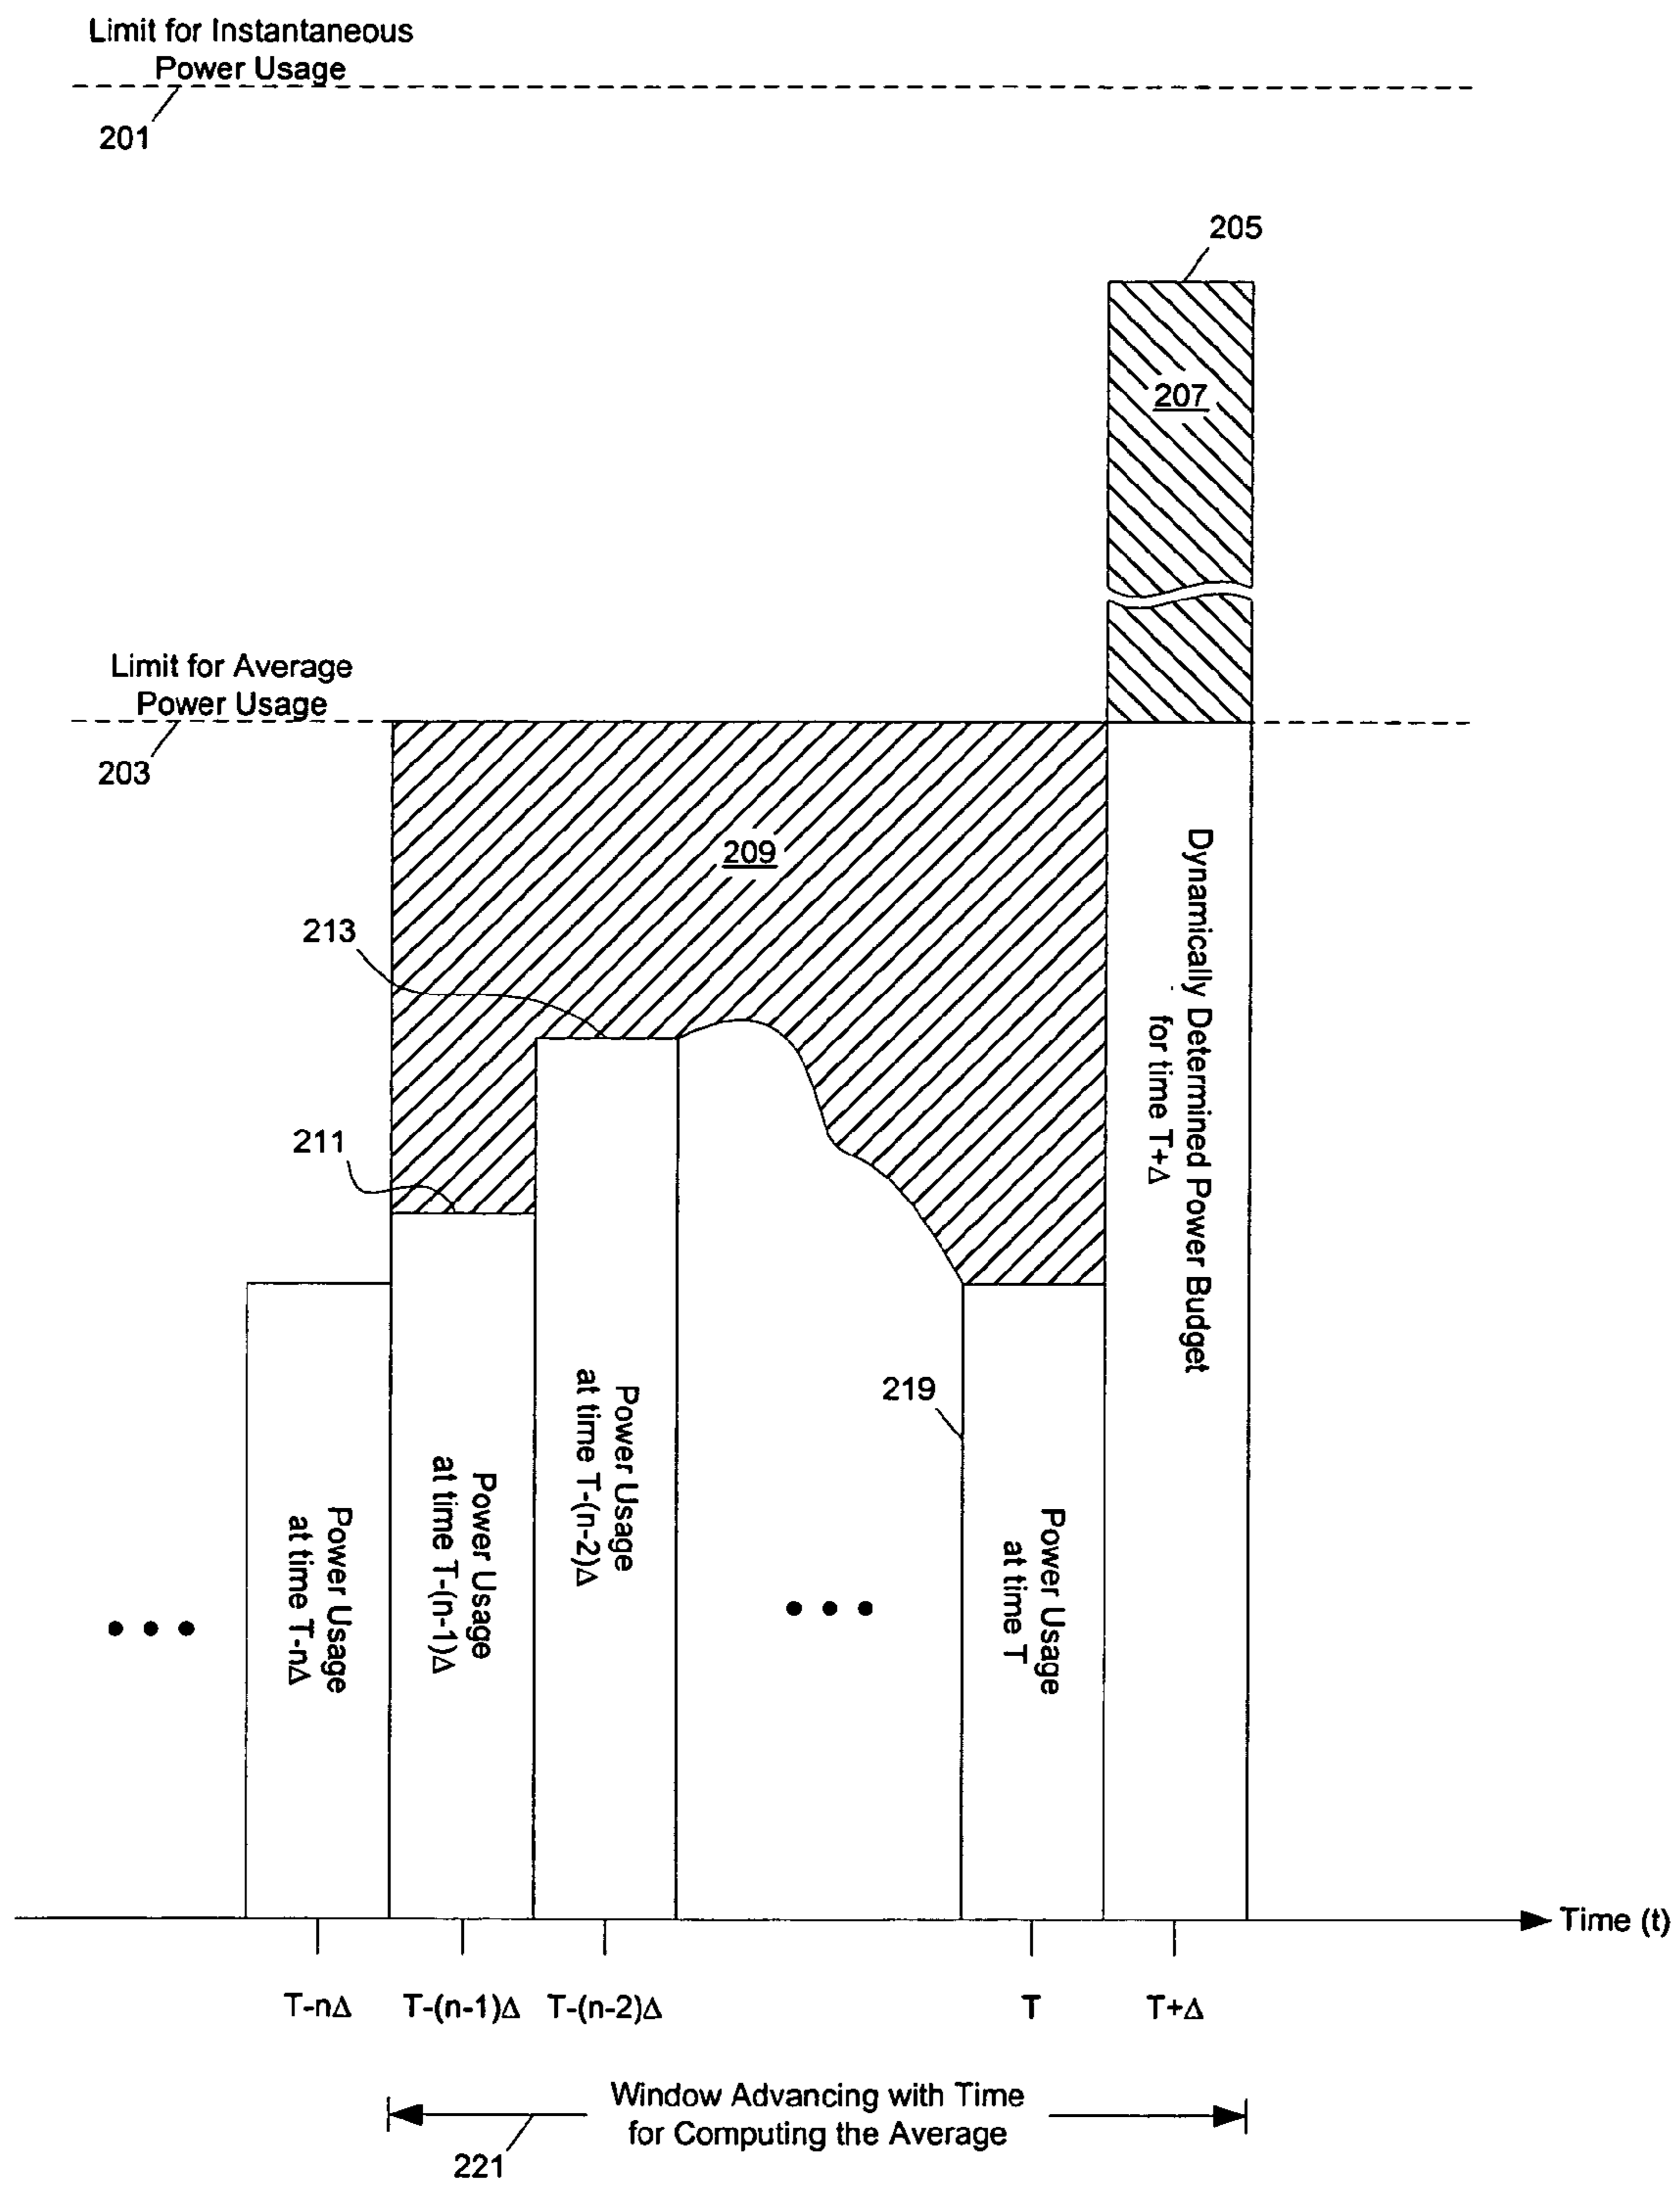 Limit for Instantaneous
Power Usage
201
205
207
Limit for Average
Power Usage
203
209
213
211
219
Dynamically Determined Power Budget
for time T+Δ
Power Usage
at time T-nΔ
Power Usage
at time T-(n-1)Δ
Power Usage
at time T-(n-2)Δ
Power Usage
at time T
Time (t)
T-nΔ
T-(n-1)Δ
T-(n-2)Δ
T
T+Δ
Window Advancing with Time
for Computing the Average
221